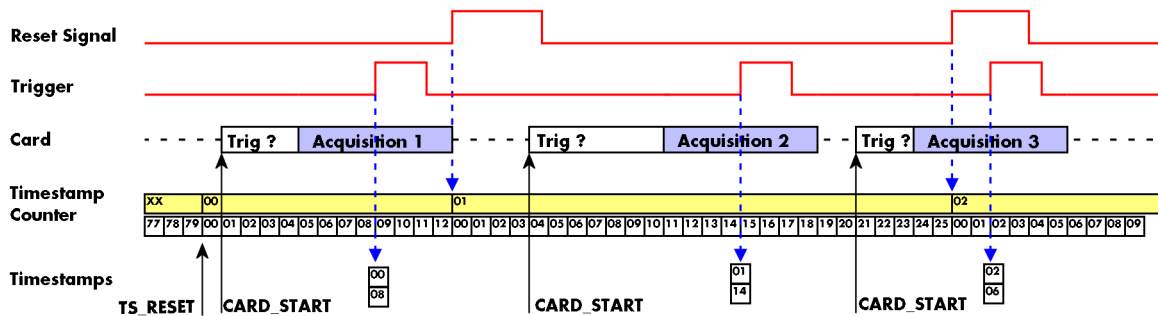 Reset Signal
Trigger
Card
Trig ? Acquisition 1 Trig ? Acquisition 2 Trig ? Acquisition 3
Timestamp
Counter
XX 00 01 02
77 78 79 00 01 02 03 04 05 06 07 08 09 10 11 12 00 01 02 03 04 05 06 07 08 09 10 11 12 13 14 15 16 17 18 19 20 21 22 23 24 25 00 01 02 03 04 05 06 07 08 09
Timestamps
00 01 02
08 14 06
TS_RESET CARD_START CARD_START CARD_START